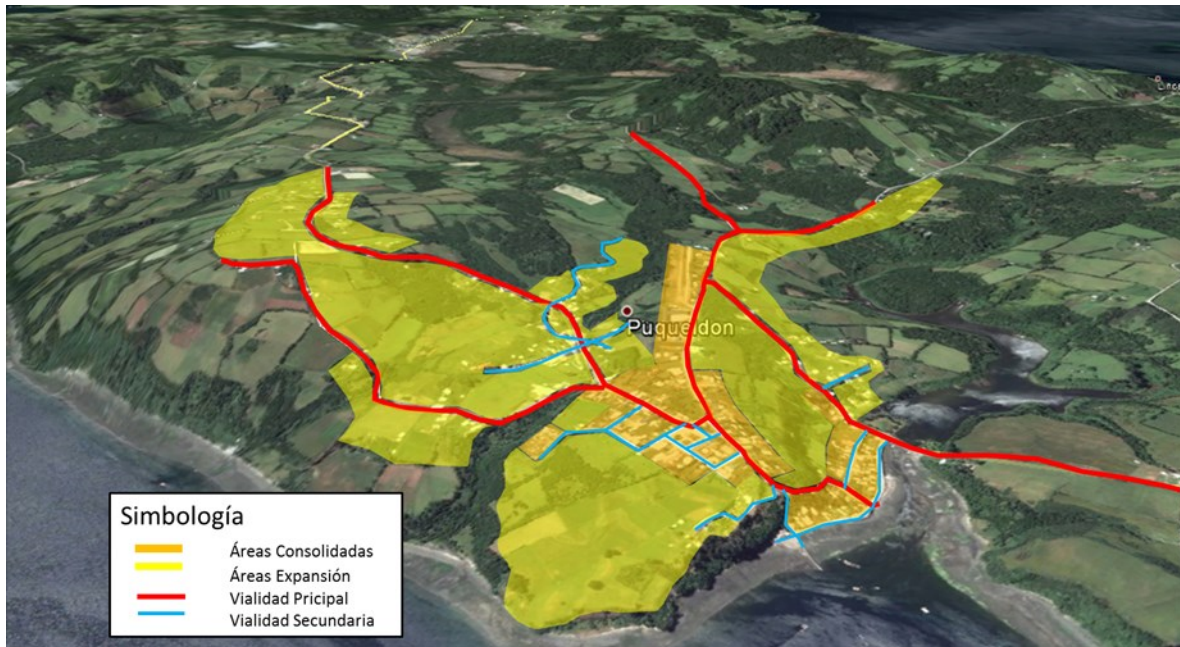 Puqueldon
Simbología
Áreas Consolidadas
Áreas Expansión
Vialidad Pricipal
Vialidad Secundaria